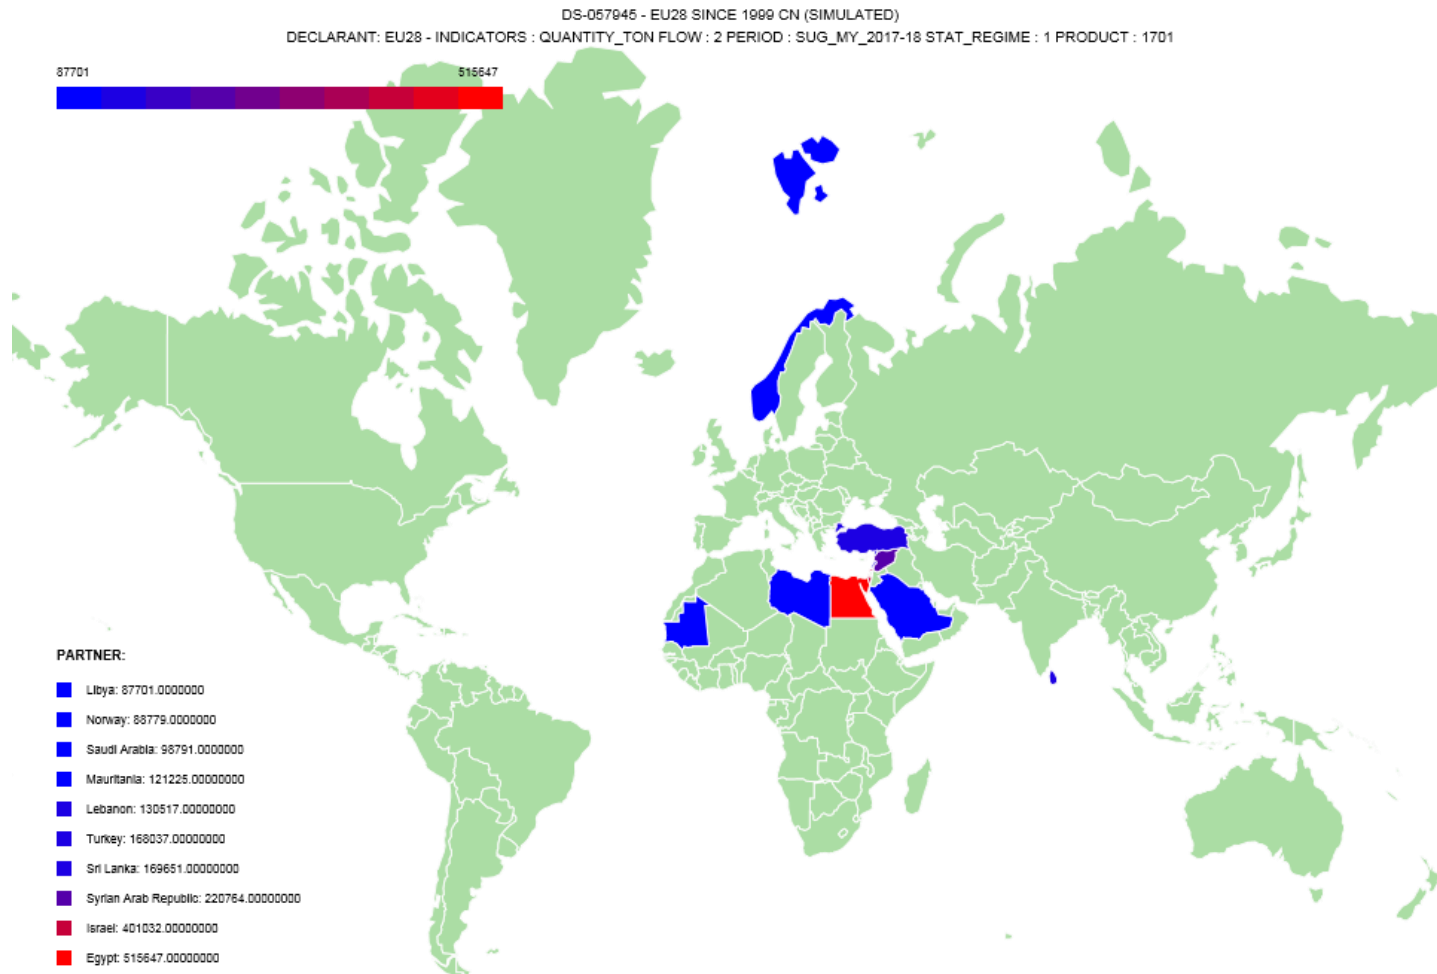 DS-057945 - EU28 SINCE 1999 CN (SIMULATED)
DECLARANT: EU28 - INDICATORS : QUANTITY_TON FLOW : 2 PERIOD : SUG_MY_2017-18 STAT_REGIME : 1 PRODUCT : 1701
87701 515647
PARTNER:
Libya: 87701.0000000
Norway: 88779.0000000
Saudi Arabia: 98791.0000000
Mauritania: 121225.00000000
Lebanon: 130517.00000000
Turkey: 168037.00000000
Sri Lanka: 169651.00000000
Syrian Arab Republic: 220764.00000000
Israel: 401032.00000000
Egypt: 515647.00000000